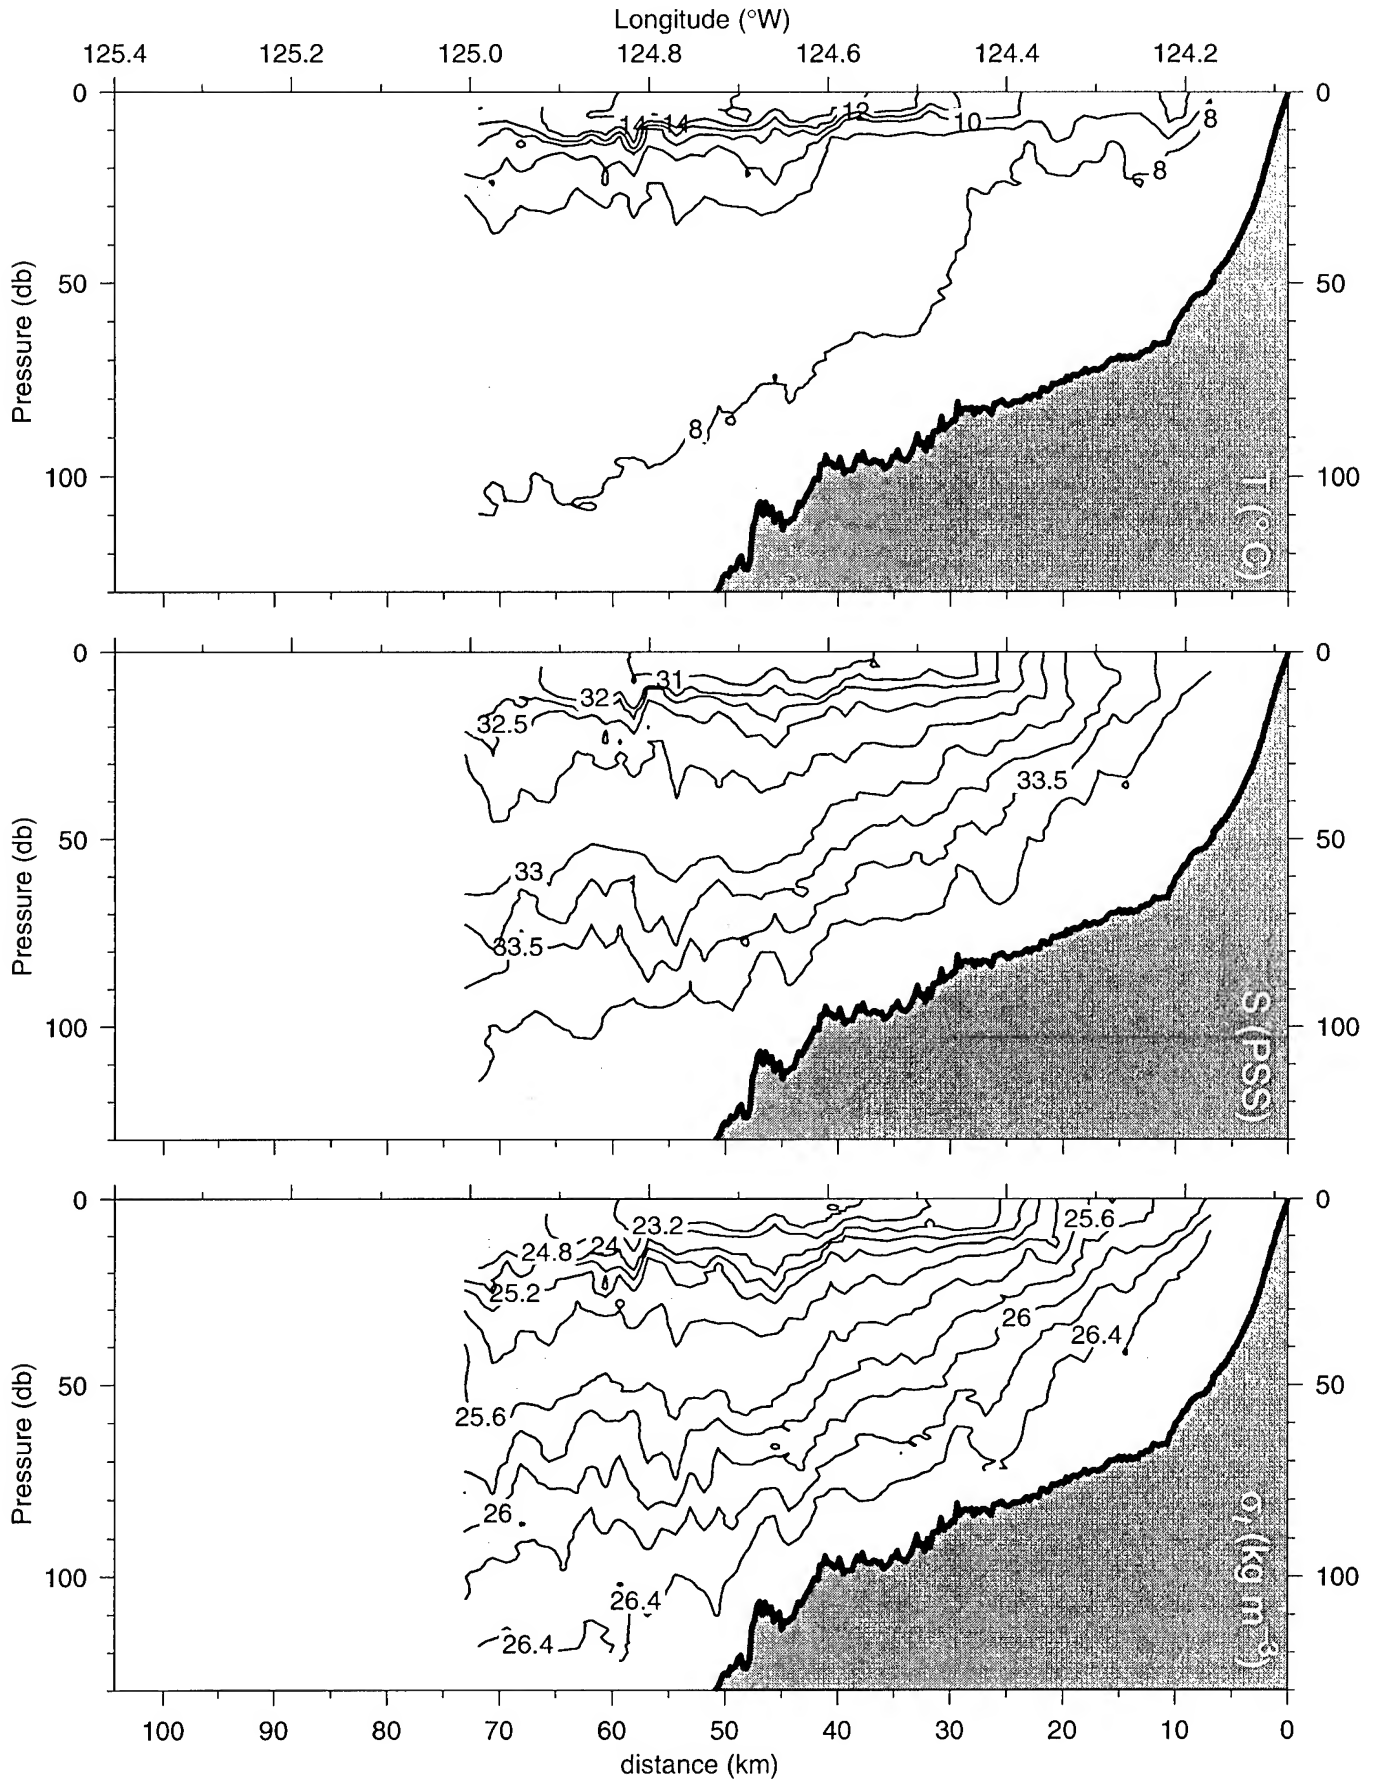 Longitude (°W)
125.4 125.2 125.0 124.8 124.6 124.4 124.2
0 0
14 14 12 10 8
8
50 50
8
100 100
Pressure (db)
T (°C)
0 0
31
32
32.5
33.5
50 50
33
33.5
100 100
Pressure (db)
S (PSS)
0 0
25.6
23.2
24.8 24
25.2
26
26.4
50 50
25.6
26
100 100
26.4
26.4
Pressure (db)
σt (kg m⁻³)
100 90 80 70 60 50 40 30 20 10 0
distance (km)